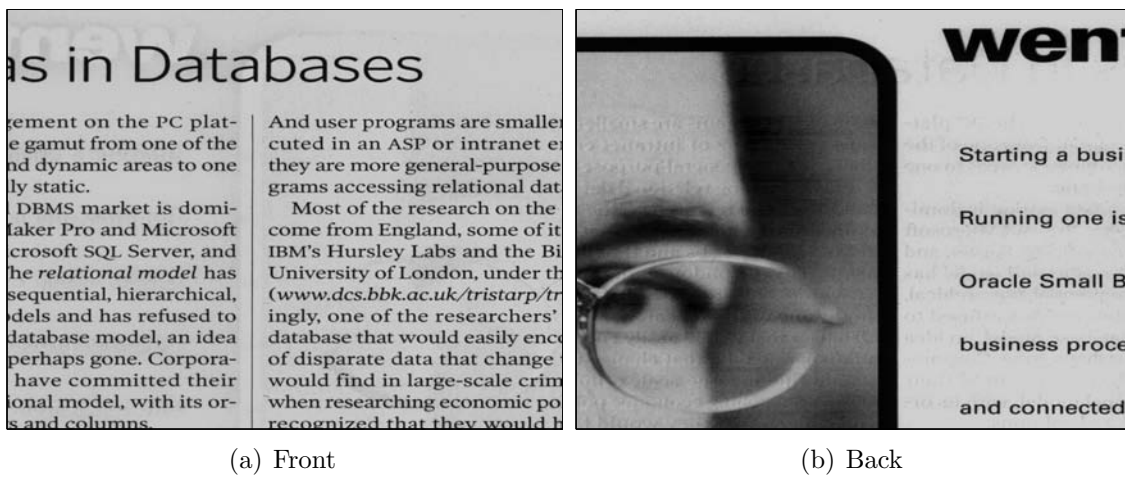 as in Databases
gement on the PC plat-
e gamut from one of the
nd dynamic areas to one
lly static.
DBMS market is domi-
Maker Pro and Microsoft
crosoft SQL Server, and
The relational model has
sequential, hierarchical,
dels and has refused to
database model, an idea
perhaps gone. Corpora-
have committed their
ional model, with its or-
s and columns.
And user programs are smaller
cuted in an ASP or intranet e
they are more general-purpose
grams accessing relational dat
Most of the research on the
come from England, some of it
IBM's Hursley Labs and the Bi
University of London, under th
(www.dcs.bbk.ac.uk/tristarp/tr
ingly, one of the researchers'
database that would easily enco
of disparate data that change
would find in large-scale crim
when researching economic po
recognized that they would b
(a) Front
went
Starting a busi
Running one is
Oracle Small B
business proce
and connected
(b) Back